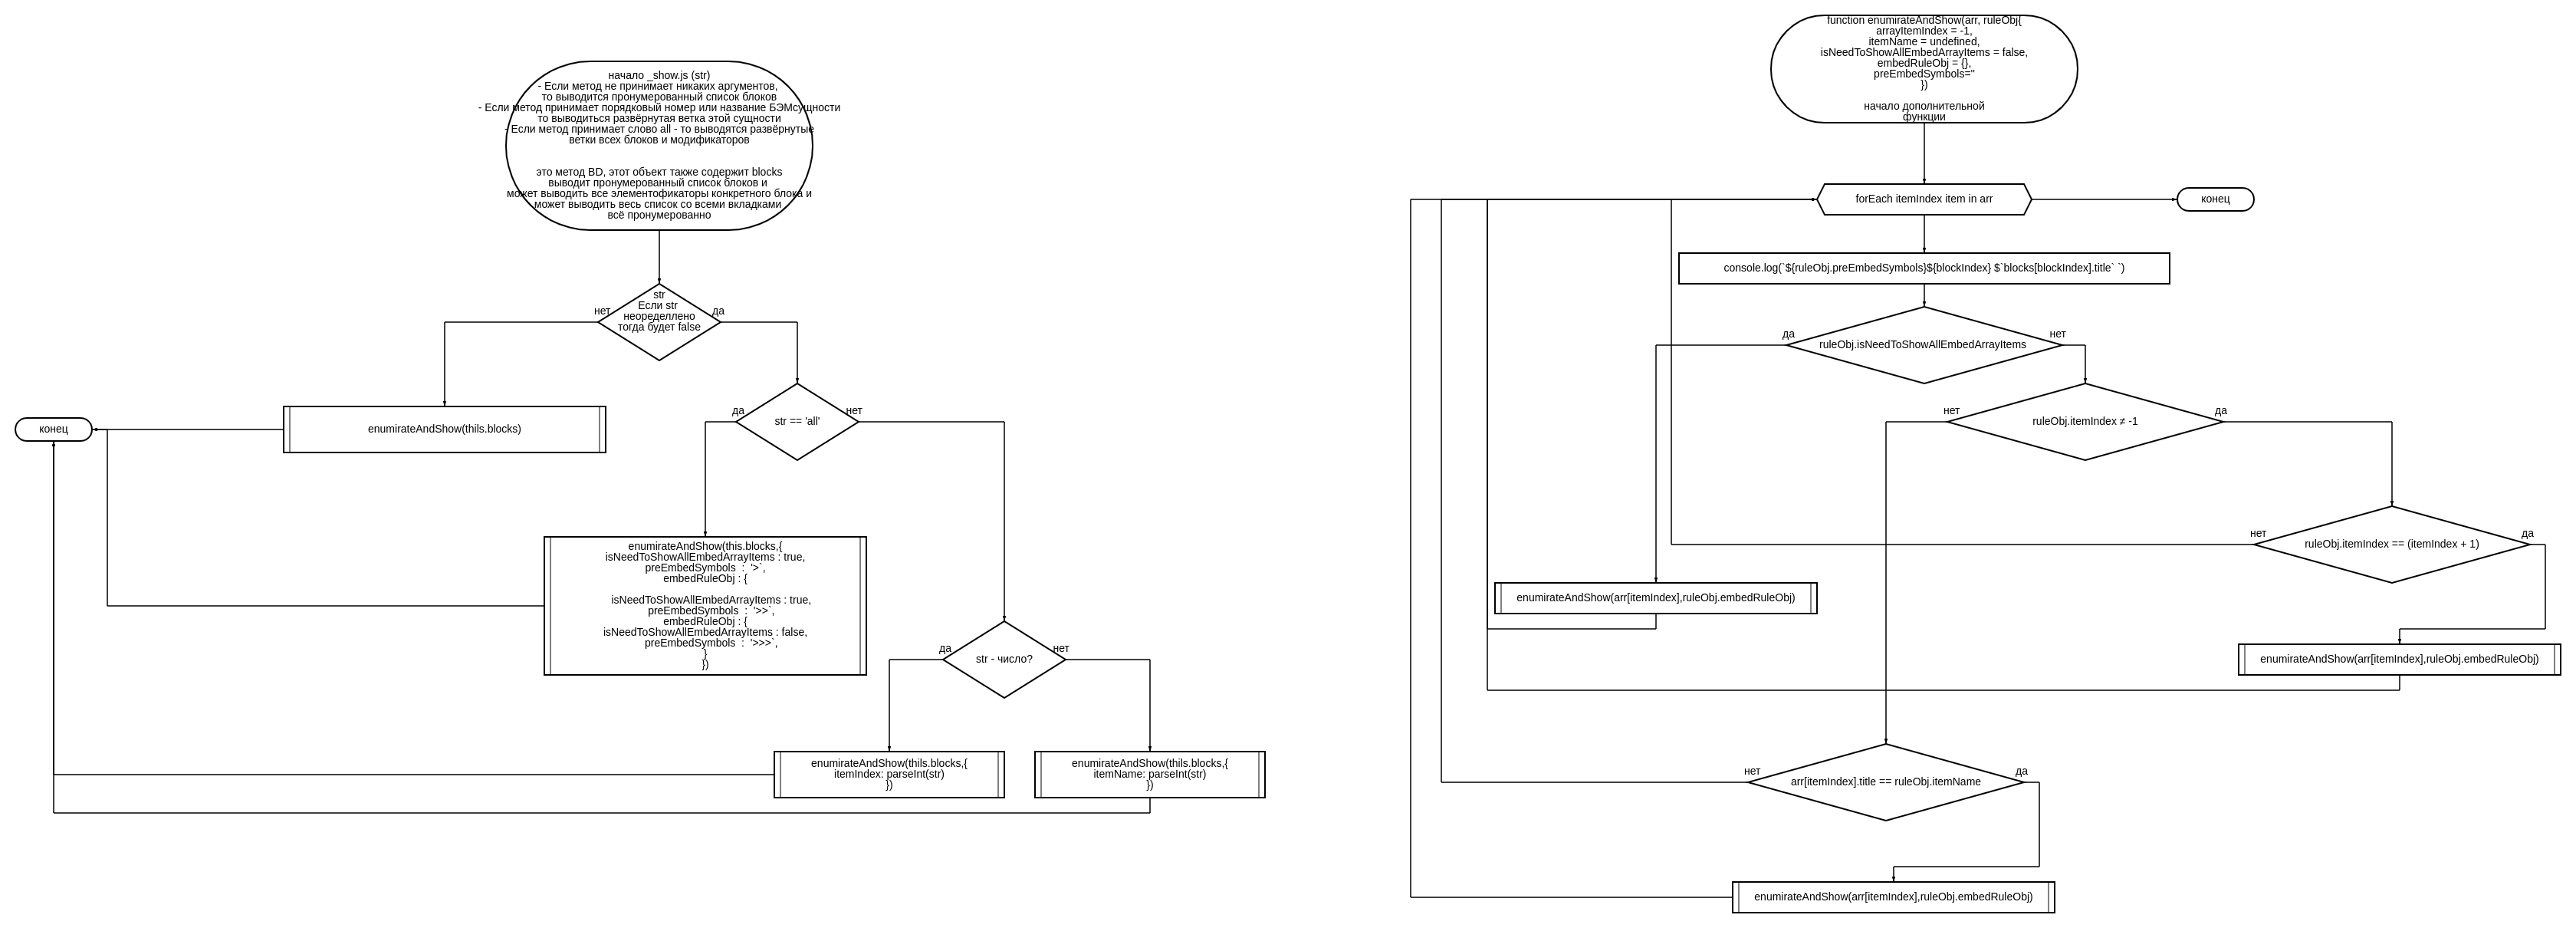 начало _show.js (str)
- Если метод не принимает никаких аргументов,
то выводится пронумерованный список блоков
- Если метод принимает порядковый номер или название БЭМсущности
то выводиться развёрнутая ветка этой сущности
- Если метод принимает слово all - то выводятся развёрнутые
ветки всех блоков и модификаторов
это метод BD, этот объект также содержит blocks
выводит пронумерованный список блоков и
может выводить все элементофикаторы конкретного блока и
может выводить весь список со всеми вкладками
всё пронумерованно
нет
str
Если str
неоределлено
тогда будет false
да
конец
enumirateAndShow(thils.blocks)
да
str == 'all'
нет
enumirateAndShow(this.blocks,{
isNeedToShowAllEmbedArrayItems : true,
preEmbedSymbols : '>`,
embedRuleObj : {
isNeedToShowAllEmbedArrayItems : true,
preEmbedSymbols : '>>`,
embedRuleObj : {
isNeedToShowAllEmbedArrayItems : false,
preEmbedSymbols : '>>>`,
}
})
да
str - число?
нет
enumirateAndShow(thils.blocks,{
itemIndex: parseInt(str)
})
enumirateAndShow(thils.blocks,{
itemName: parseInt(str)
})
function enumirateAndShow(arr, ruleObj{
arrayItemIndex = -1,
itemName = undefined,
isNeedToShowAllEmbedArrayItems = false,
embedRuleObj = {},
preEmbedSymbols=''
})
начало дополнительной
функции
forEach itemIndex item in arr
конец
console.log(`${ruleObj.preEmbedSymbols}${blockIndex} $`blocks[blockIndex].title` `)
да
ruleObj.isNeedToShowAllEmbedArrayItems
нет
нет
ruleObj.itemIndex ≠ -1
да
нет
ruleObj.itemIndex == (itemIndex + 1)
да
enumirateAndShow(arr[itemIndex],ruleObj.embedRuleObj)
enumirateAndShow(arr[itemIndex],ruleObj.embedRuleObj)
нет
arr[itemIndex].title == ruleObj.itemName
да
enumirateAndShow(arr[itemIndex],ruleObj.embedRuleObj)